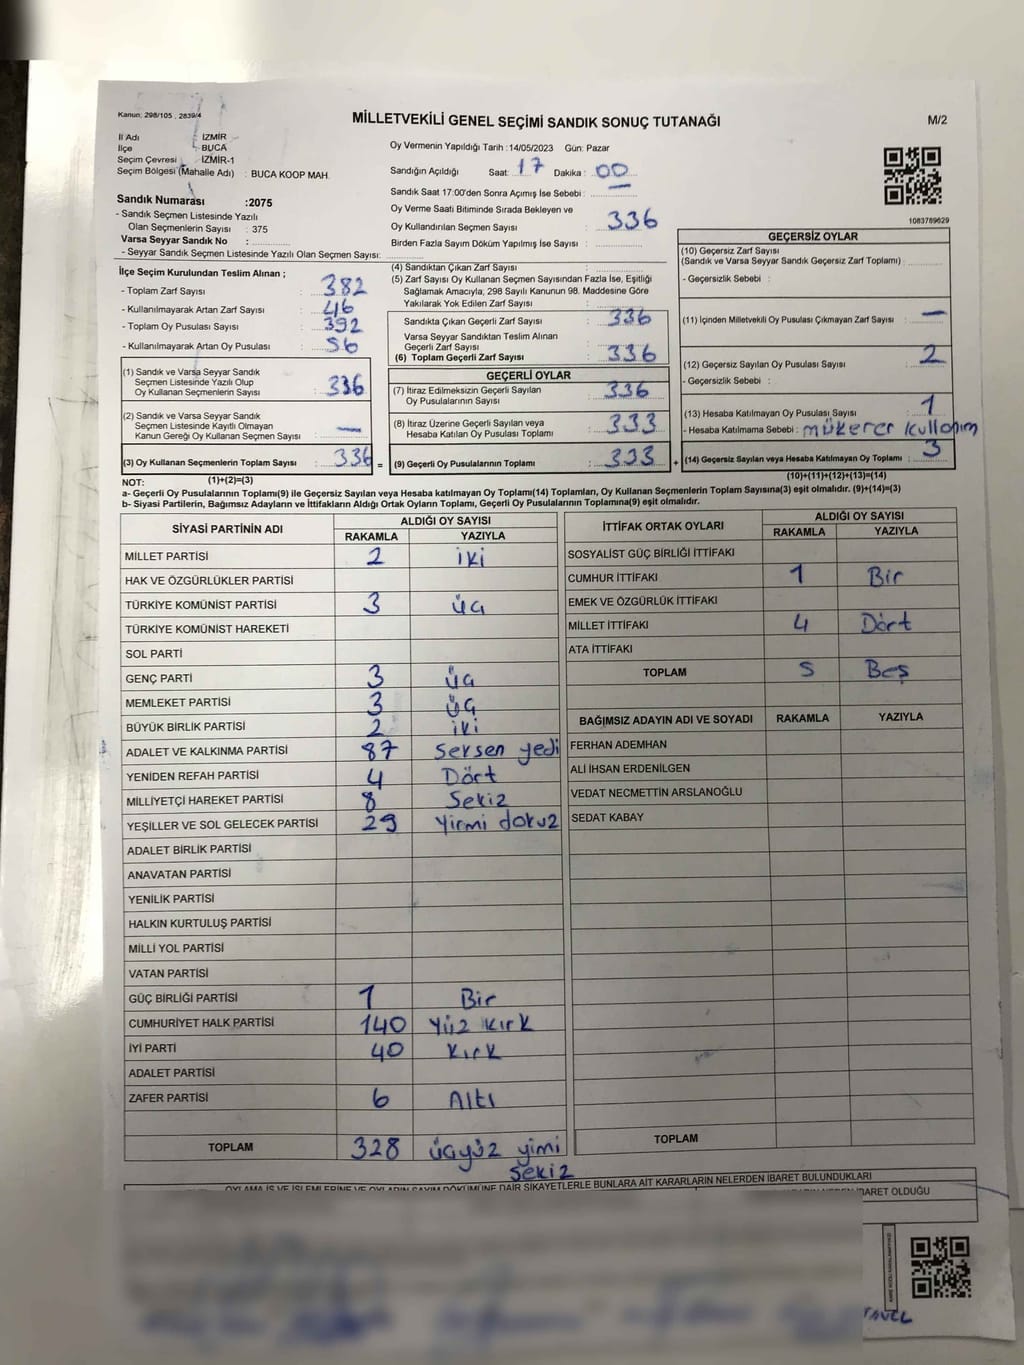 Kanun: 298/105 , 2839/4
MİLLETVEKİLİ GENEL SEÇİMİ SANDIK SONUÇ TUTANAĞI
M/2
İl Adı İZMİR
İlçe BUCA
Seçim Çevresi İZMİR-1
Seçim Bölgesi (Mahalle Adı) : BUCA KOOP MAH.
Oy Vermenin Yapıldığı Tarih :14/05/2023 Gün: Pazar
Sandığın Açıldığı Saat: 17 Dakika: 00
Sandık Saat 17:00'den Sonra Açımış İse Sebebi :
Sandık Numarası :2075
- Sandık Seçmen Listesinde Yazılı
Olan Seçmenlerin Sayısı : 375
Varsa Seyyar Sandık No :
- Seyyar Sandık Seçmen Listesinde Yazılı Olan Seçmen Sayısı:
Oy Verme Saati Bitiminde Sırada Bekleyen ve
Oy Kullandırılan Seçmen Sayısı : 336
Birden Fazla Sayım Döküm Yapılmış İse Sayısı :
1083789629
İlçe Seçim Kurulundan Teslim Alınan ;
- Toplam Zarf Sayısı : 382
- Kullanılmayarak Artan Zarf Sayısı : 46
- Toplam Oy Pusulası Sayısı : 392
- Kullanılmayarak Artan Oy Pusulası : 56
(4) Sandıktan Çıkan Zarf Sayısı :
(5) Zarf Sayısı Oy Kullanan Seçmen Sayısından Fazla İse, Eşitliği
Sağlamak Amacıyla, 298 Sayılı Kanunun 98. Maddesine Göre
Yakılarak Yok Edilen Zarf Sayısı :
Sandıkta Çıkan Geçerli Zarf Sayısı : 336
Varsa Seyyar Sandıktan Teslim Alınan
Geçerli Zarf Sayısı :
(6) Toplam Geçerli Zarf Sayısı : 336
GEÇERSİZ OYLAR
(10) Geçersiz Zarf Sayısı
(Sandık ve Varsa Seyyar Sandık Geçersiz Zarf Toplamı) :
- Geçersizlik Sebebi :
(11) İçinden Milletvekili Oy Pusulası Çıkmayan Zarf Sayısı : —
(12) Geçersiz Sayılan Oy Pusulası Sayısı : 2
- Geçersizlik Sebebi :
(13) Hesaba Katılmayan Oy Pusulası Sayısı : 1
- Hesaba Katılmama Sebebi : mükerer kullanım
(14) Geçersiz Sayılan veya Hesaba Katılmayan Oy Toplamı : 3
(10)+(11)+(12)+(13)=(14)
(1) Sandık ve Varsa Seyyar Sandık
Seçmen Listesinde Yazılı Olup
Oy Kullanan Seçmenlerin Sayısı : 336
(2) Sandık ve Varsa Seyyar Sandık
Seçmen Listesinde Kayıtlı Olmayan
Kanun Gereği Oy Kullanan Seçmen Sayısı : —
(3) Oy Kullanan Seçmenlerin Toplam Sayısı : 336 =
(1)+(2)=(3)
GEÇERLİ OYLAR
(7) İtiraz Edilmeksizin Geçerli Sayılan
Oy Pusulalarının Sayısı : 336
(8) İtiraz Üzerine Geçerli Sayılan veya
Hesaba Katılan Oy Pusulası Toplamı : 333
(9) Geçerli Oy Pusulalarının Toplamı : 333 +
NOT:
a- Geçerli Oy Pusulalarının Toplamı(9) ile Geçersiz Sayılan veya Hesaba katılmayan Oy Toplamı(14) Toplamları, Oy Kullanan Seçmenlerin Toplam Sayısına(3) eşit olmalıdır. (9)+(14)=(3)
b- Siyasi Partilerin, Bağımsız Adayların ve İttifakların Aldığı Ortak Oyların Toplamı, Geçerli Oy Pusulalarının Toplamına(9) eşit olmalıdır.
SİYASİ PARTİNİN ADI ALDIĞI OY SAYISI
RAKAMLA YAZIYLA
MİLLET PARTİSİ 2 iki
HAK VE ÖZGÜRLÜKLER PARTİSİ
TÜRKİYE KOMÜNİST PARTİSİ 3 üç
TÜRKİYE KOMÜNİST HAREKETİ
SOL PARTİ
GENÇ PARTİ 3 üç
MEMLEKET PARTİSİ 3 üç
BÜYÜK BİRLİK PARTİSİ 2 iki
ADALET VE KALKINMA PARTİSİ 87 Seksen yedi
YENİDEN REFAH PARTİSİ 4 Dört
MİLLİYETÇİ HAREKET PARTİSİ 8 Sekiz
YEŞİLLER VE SOL GELECEK PARTİSİ 29 Yirmi dokuz
ADALET BİRLİK PARTİSİ
ANAVATAN PARTİSİ
YENİLİK PARTİSİ
HALKIN KURTULUŞ PARTİSİ
MİLLİ YOL PARTİSİ
VATAN PARTİSİ
GÜÇ BİRLİĞİ PARTİSİ 1 Bir
CUMHURİYET HALK PARTİSİ 140 Yüz kırk
İYİ PARTİ 40 Kırk
ADALET PARTİSİ
ZAFER PARTİSİ 6 Altı
TOPLAM 328 üçyüz yimi
sekiz
İTTİFAK ORTAK OYLARI ALDIĞI OY SAYISI
RAKAMLA YAZIYLA
SOSYALİST GÜÇ BİRLİĞİ İTTİFAKI
CUMHUR İTTİFAKI 1 Bir
EMEK VE ÖZGÜRLÜK İTTİFAKI
MİLLET İTTİFAKI 4 Dört
ATA İTTİFAKI
TOPLAM 5 Beş
BAĞIMSIZ ADAYIN ADI VE SOYADI RAKAMLA YAZIYLA
FERHAN ADEMHAN
ALİ İHSAN ERDENİLGEN
VEDAT NECMETTİN ARSLANOĞLU
SEDAT KABAY
TOPLAM
OYLAMA İŞ VE İŞLEMLERİNE VE OYLARIN SAYIM DÖKÜMÜNE DAİR ŞİKAYETLERLE BUNLARA AİT KARARLARIN NELERDEN İBARET BULUNDUKLARI
İBARET OLDUĞU